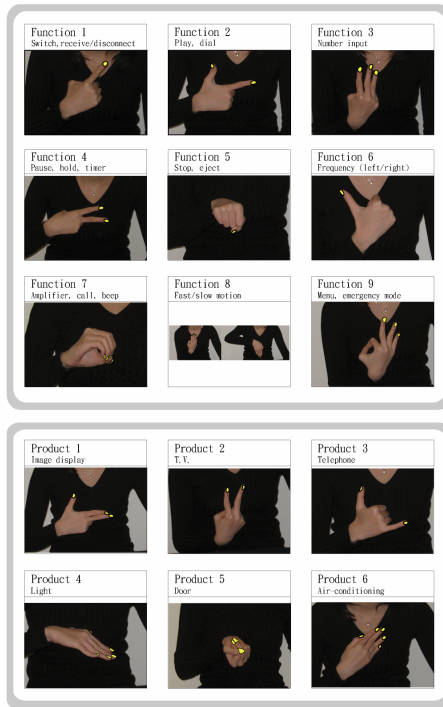 Function 1
Switch,receive/disconnect
Function 2
Play, dial
Function 3
Number input
Function 4
Pause, hold, timer
Function 5
Stop, eject
Function 6
Frequency (left/right)
Function 7
Amplifier, call, beep
Function 8
Fast/slow motion
Function 9
Menu, emergency mode
Product 1
Image display
Product 2
T.V.
Product 3
Telephone
Product 4
Light
Product 5
Door
Product 6
Air-conditioning